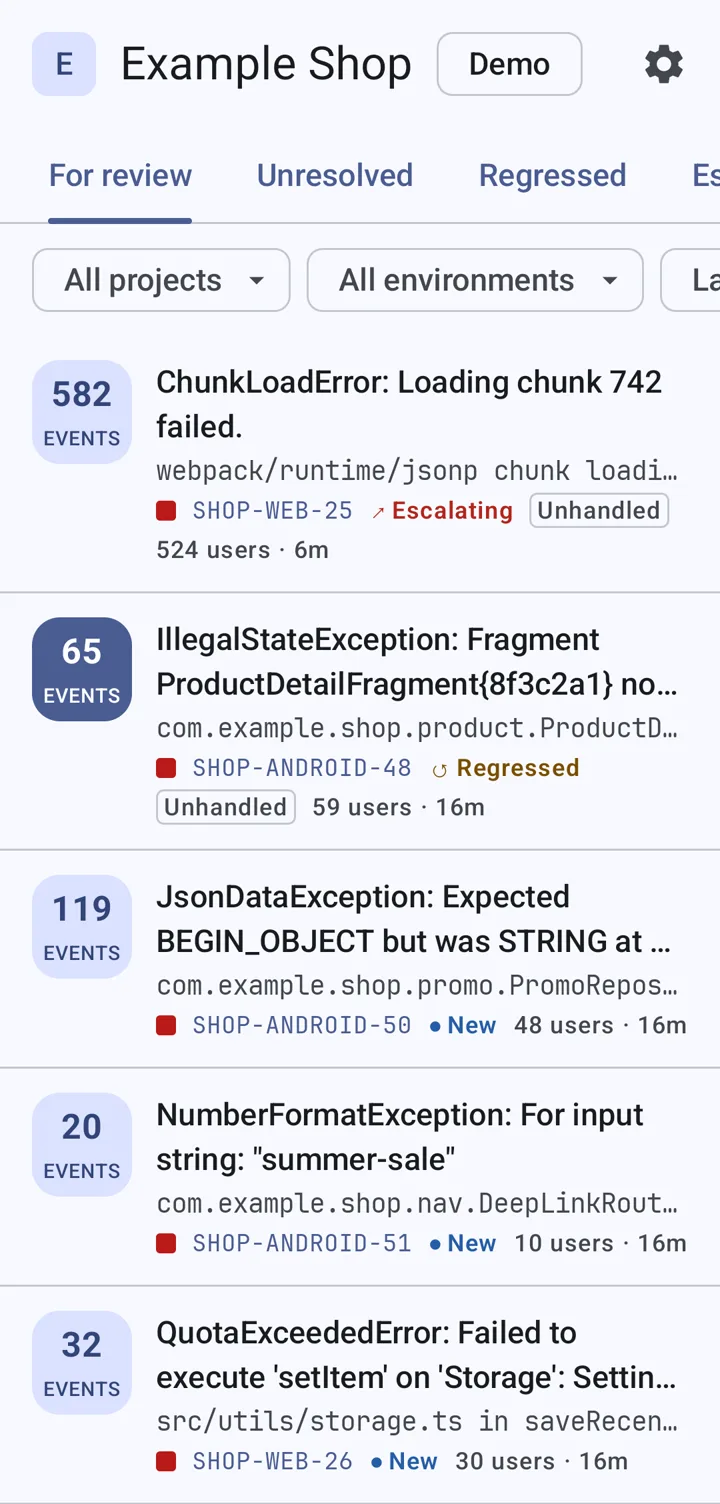 E Example Shop Demo
For review Unresolved Regressed Es
All projects All environments La
582 EVENTS
ChunkLoadError: Loading chunk 742
failed.
webpack/runtime/jsonp chunk loadi…
SHOP-WEB-25 ↗ Escalating Unhandled
524 users · 6m
65 EVENTS
IllegalStateException: Fragment
ProductDetailFragment{8f3c2a1} no…
com.example.shop.product.ProductD…
SHOP-ANDROID-48 ↺ Regressed
Unhandled 59 users · 16m
119 EVENTS
JsonDataException: Expected
BEGIN_OBJECT but was STRING at …
com.example.shop.promo.PromoRepos…
SHOP-ANDROID-50 ● New 48 users · 16m
20 EVENTS
NumberFormatException: For input
string: "summer-sale"
com.example.shop.nav.DeepLinkRout…
SHOP-ANDROID-51 ● New 10 users · 16m
32 EVENTS
QuotaExceededError: Failed to
execute 'setItem' on 'Storage': Settin…
src/utils/storage.ts in saveRecen…
SHOP-WEB-26 ● New 30 users · 16m